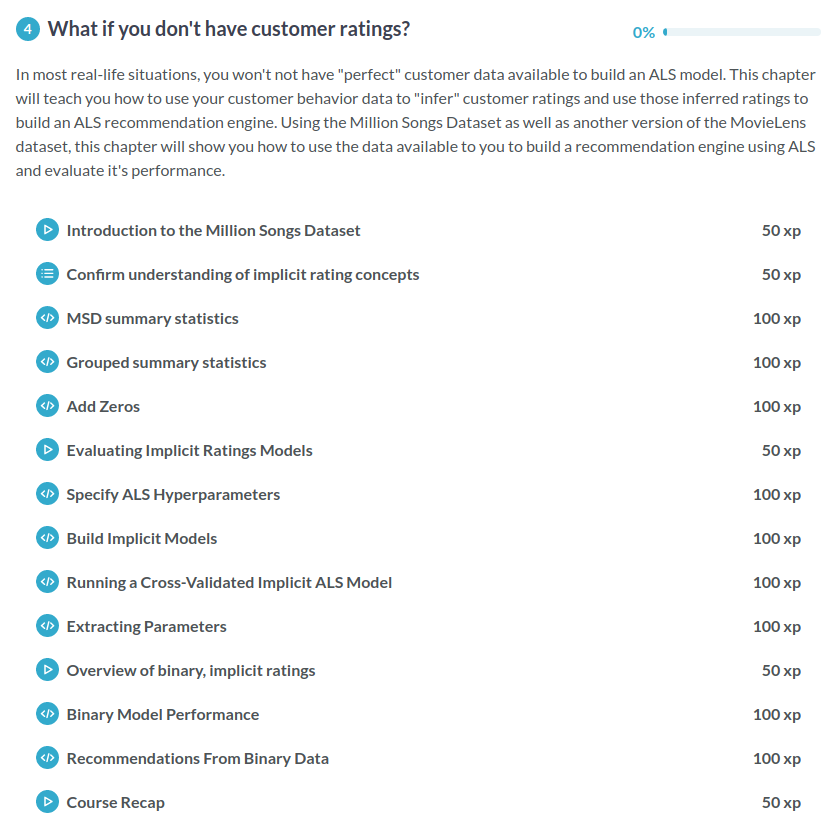 4 What if you don't have customer ratings? 0%
In most real-life situations, you won't not have "perfect" customer data available to build an ALS model. This chapter
will teach you how to use your customer behavior data to "infer" customer ratings and use those inferred ratings to
build an ALS recommendation engine. Using the Million Songs Dataset as well as another version of the MovieLens
dataset, this chapter will show you how to use the data available to you to build a recommendation engine using ALS
and evaluate it's performance.
Introduction to the Million Songs Dataset 50 xp
Confirm understanding of implicit rating concepts 50 xp
MSD summary statistics 100 xp
Grouped summary statistics 100 xp
Add Zeros 100 xp
Evaluating Implicit Ratings Models 50 xp
Specify ALS Hyperparameters 100 xp
Build Implicit Models 100 xp
Running a Cross-Validated Implicit ALS Model 100 xp
Extracting Parameters 100 xp
Overview of binary, implicit ratings 50 xp
Binary Model Performance 100 xp
Recommendations From Binary Data 100 xp
Course Recap 50 xp